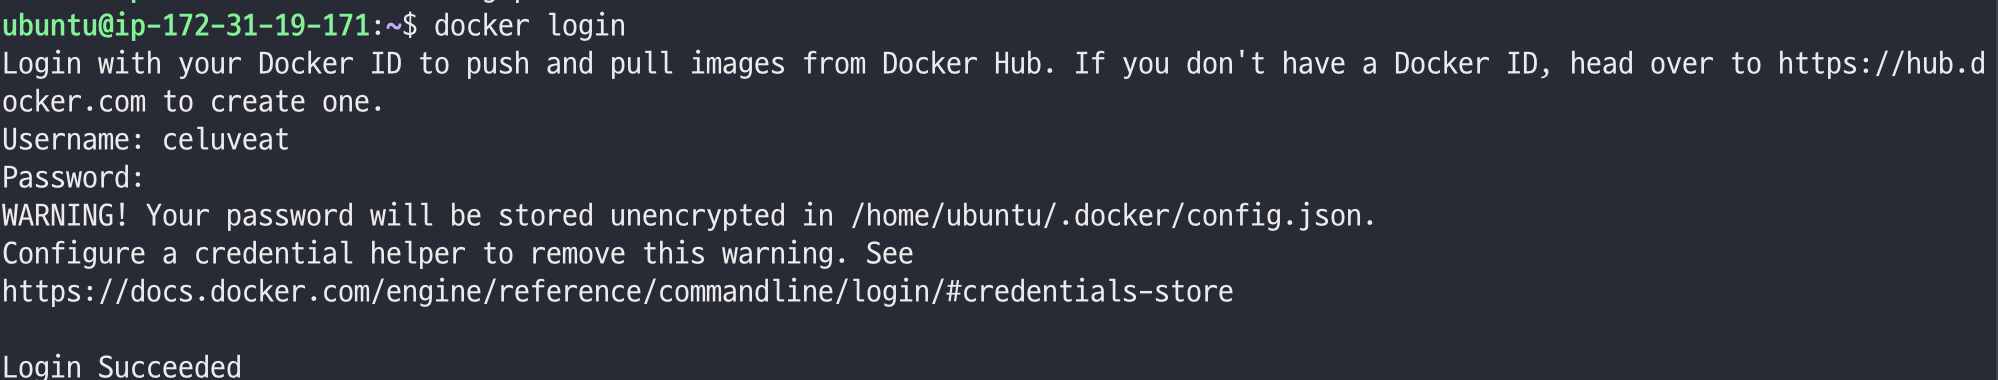 ubuntu@ip-172-31-19-171:~$ docker login
Login with your Docker ID to push and pull images from Docker Hub. If you don't have a Docker ID, head over to https://hub.d
ocker.com to create one.
Username: celuveat
Password:
WARNING! Your password will be stored unencrypted in /home/ubuntu/.docker/config.json.
Configure a credential helper to remove this warning. See
https://docs.docker.com/engine/reference/commandline/login/#credentials-store
Login Succeeded